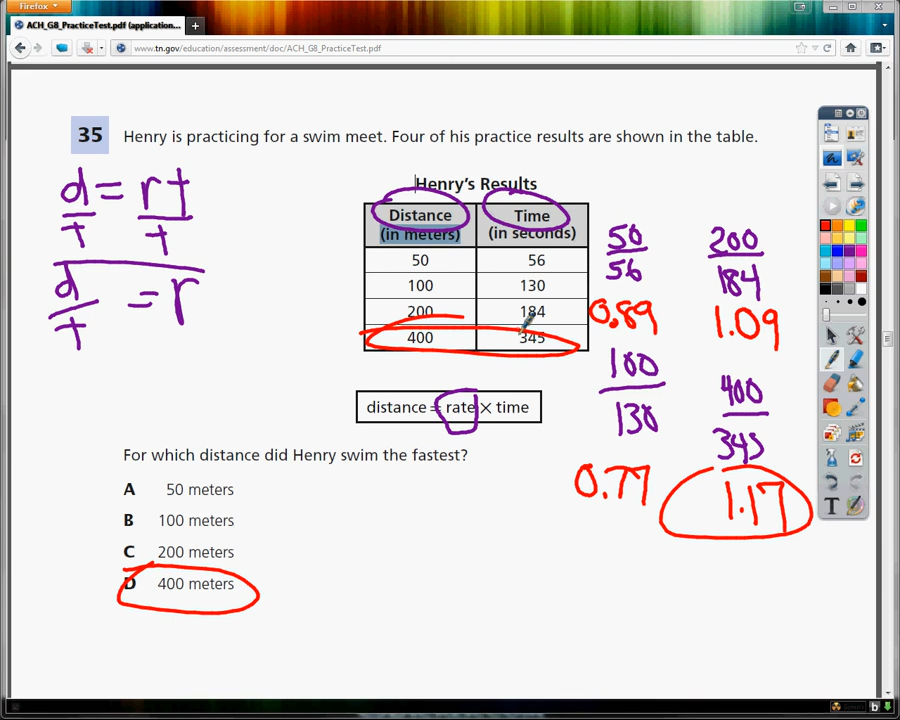 Firefox
ACH_G8_PracticeTest.pdf (application...
www.tn.gov/education/assessment/doc/ACH_G8_PracticeTest.pdf
35 Henry is practicing for a swim meet. Four of his practice results are shown in the table.
Henry's Results
Distance (in meters) Time (in seconds)
50 56
100 130
200 184
400 345
distance = rate × time
For which distance did Henry swim the fastest?
A 50 meters
B 100 meters
C 200 meters
D 400 meters
d = rt
t t
d = r
t
50
56
0.89
100
130
0.77
200
184
1.09
400
345
1.17
T